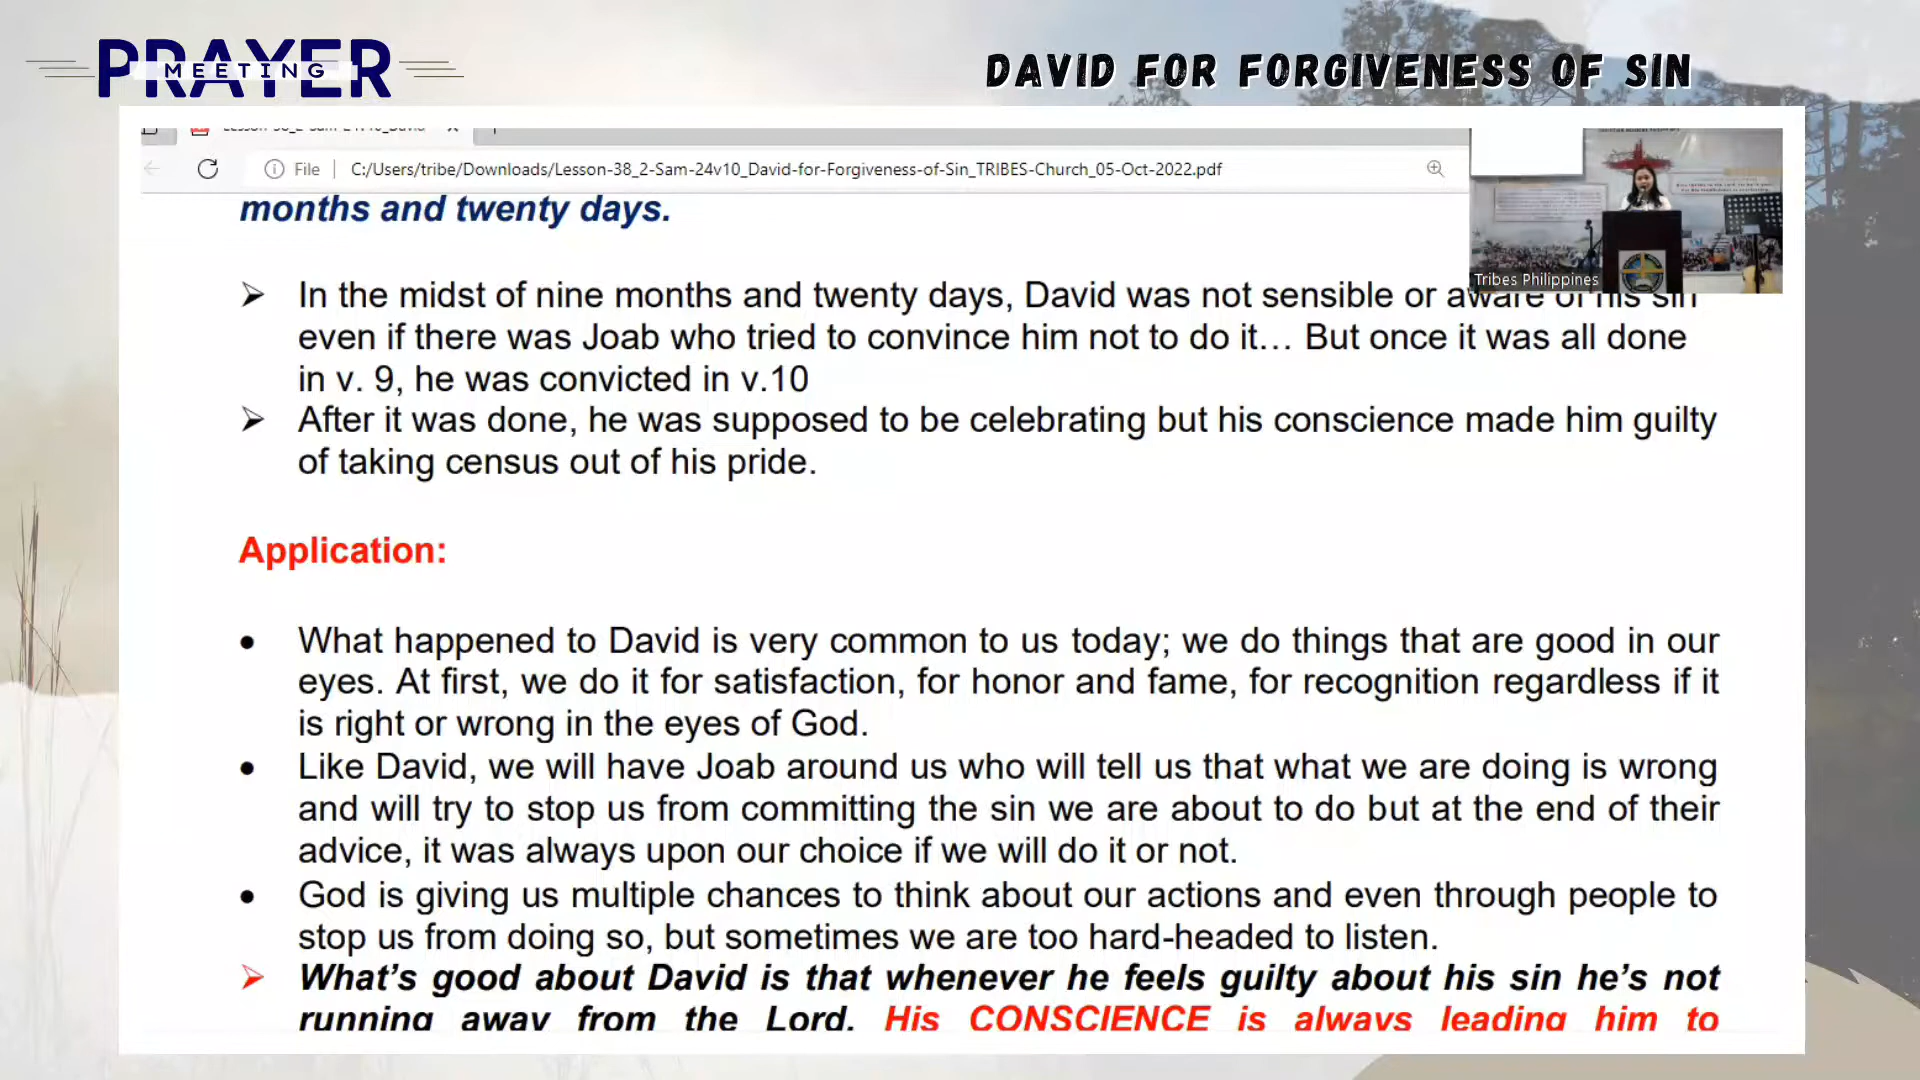 PRAYER
MEETING
DAVID FOR FORGIVENESS OF SIN
File
C:/Users/tribe/Downloads/Lesson-38_2-Sam-24v10_David-for-Forgiveness-of-Sin_TRIBES-Church_05-Oct-2022.pdf
months and twenty days.
Tribes Philippines
➢ In the midst of nine months and twenty days, David was not sensible or aware of his sin
even if there was Joab who tried to convince him not to do it… But once it was all done
in v. 9, he was convicted in v.10
➢ After it was done, he was supposed to be celebrating but his conscience made him guilty
of taking census out of his pride.
Application:
• What happened to David is very common to us today; we do things that are good in our
eyes. At first, we do it for satisfaction, for honor and fame, for recognition regardless if it
is right or wrong in the eyes of God.
• Like David, we will have Joab around us who will tell us that what we are doing is wrong
and will try to stop us from committing the sin we are about to do but at the end of their
advice, it was always upon our choice if we will do it or not.
• God is giving us multiple chances to think about our actions and even through people to
stop us from doing so, but sometimes we are too hard-headed to listen.
➢ What’s good about David is that whenever he feels guilty about his sin he’s not
running away from the Lord. His CONSCIENCE is always leading him to